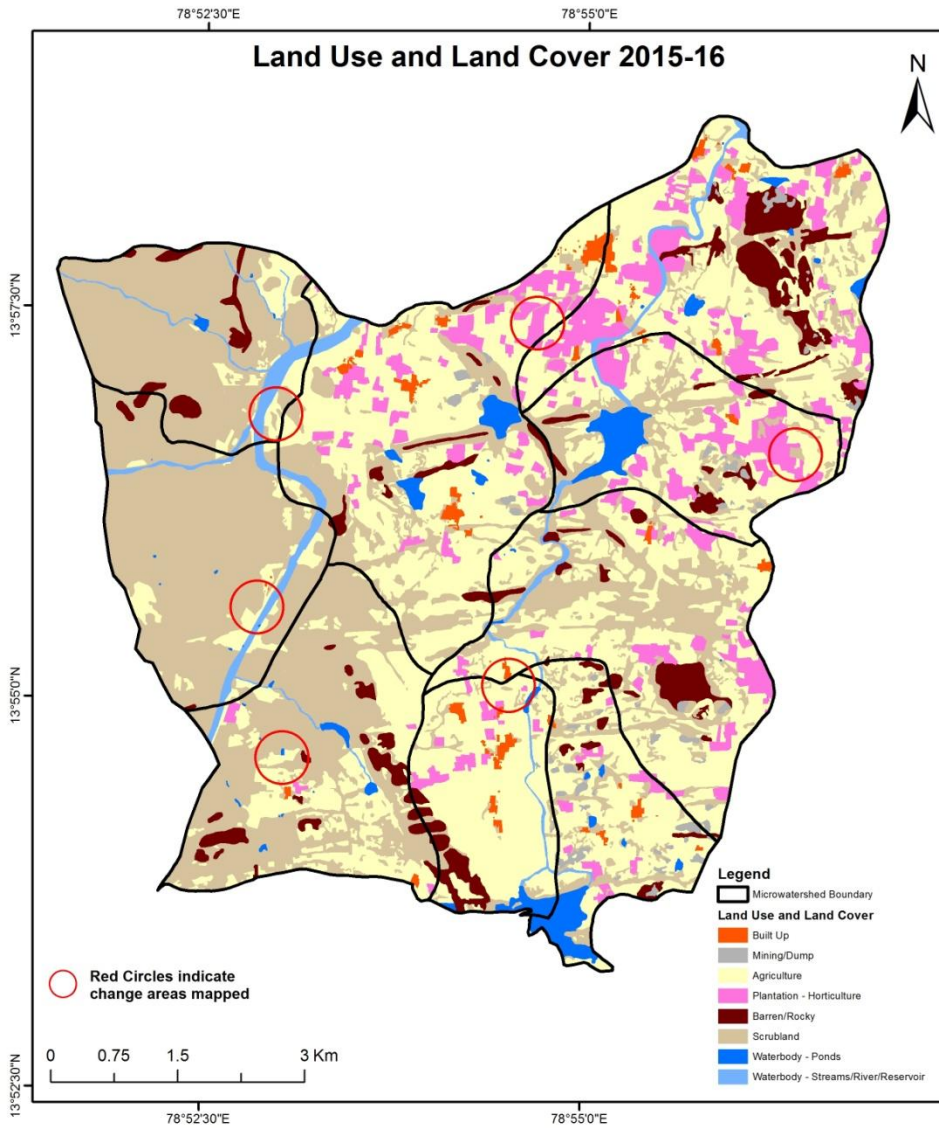 78°52'30"E
78°55'0"E
Land Use and Land Cover 2015-16
N
13°57'30"N
13°55'0"N
13°52'30"N
Legend
Microwatershed Boundary
Land Use and Land Cover
Built Up
Mining/Dump
Agriculture
Plantation - Horticulture
Barren/Rocky
Scrubland
Waterbody - Ponds
Waterbody - Streams/River/Reservoir
Red Circles indicate
change areas mapped
0 0.75 1.5 3 Km
78°52'30"E
78°55'0"E